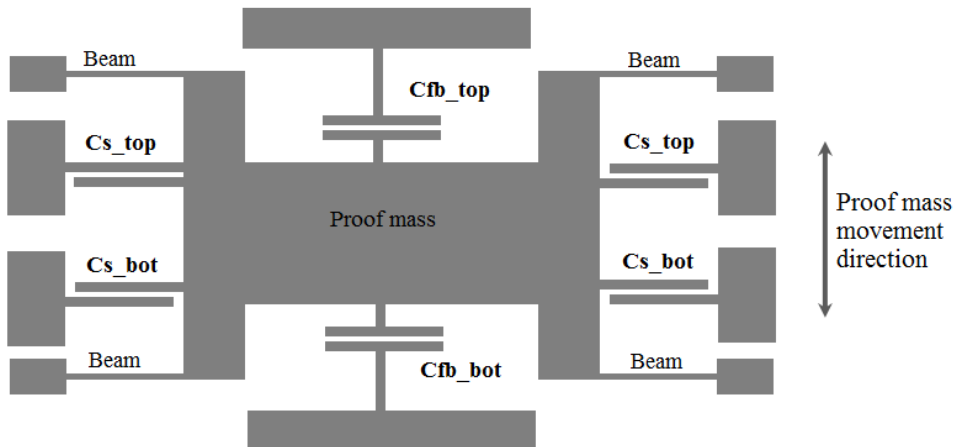 Beam
Beam
Cfb_top
Cs_top
Cs_top
Proof mass
Proof mass
movement
direction
Cs_bot
Cs_bot
Beam
Beam
Cfb_bot